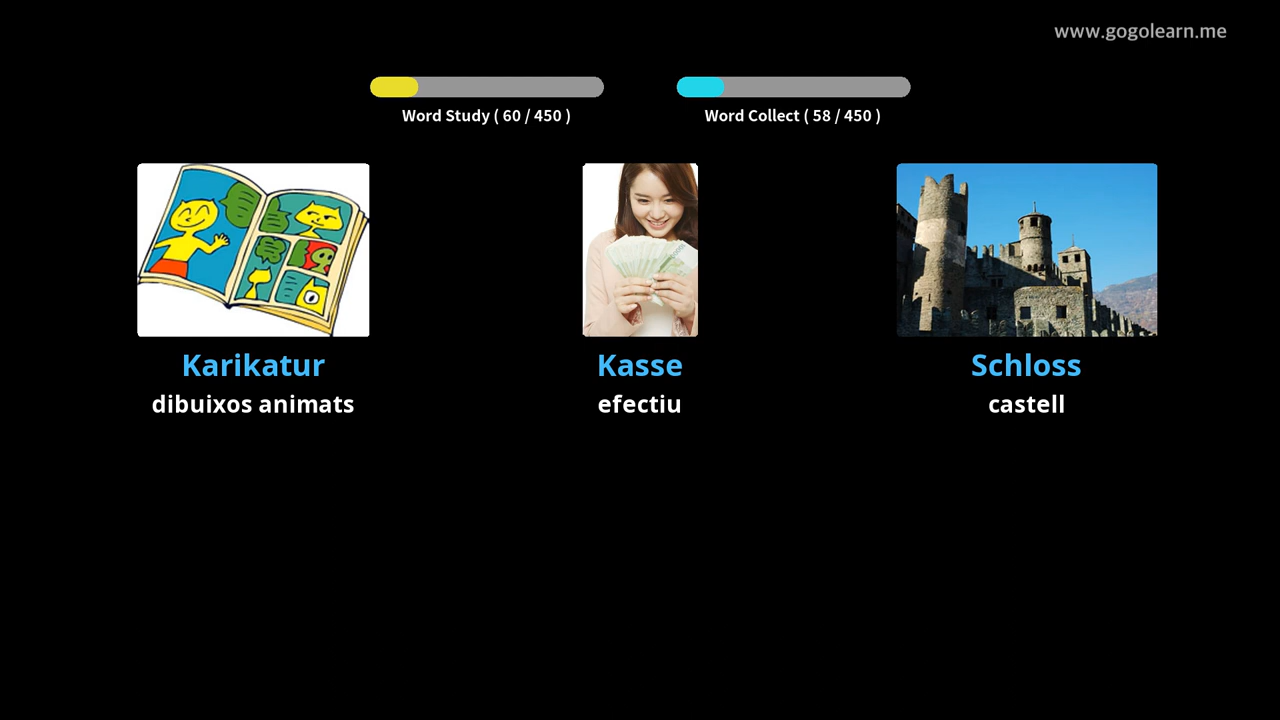 www.gogolearn.me
Word Study ( 60 / 450 )
Word Collect ( 58 / 450 )
Karikatur
Kasse
Schloss
dibuixos animats
efectiu
castell